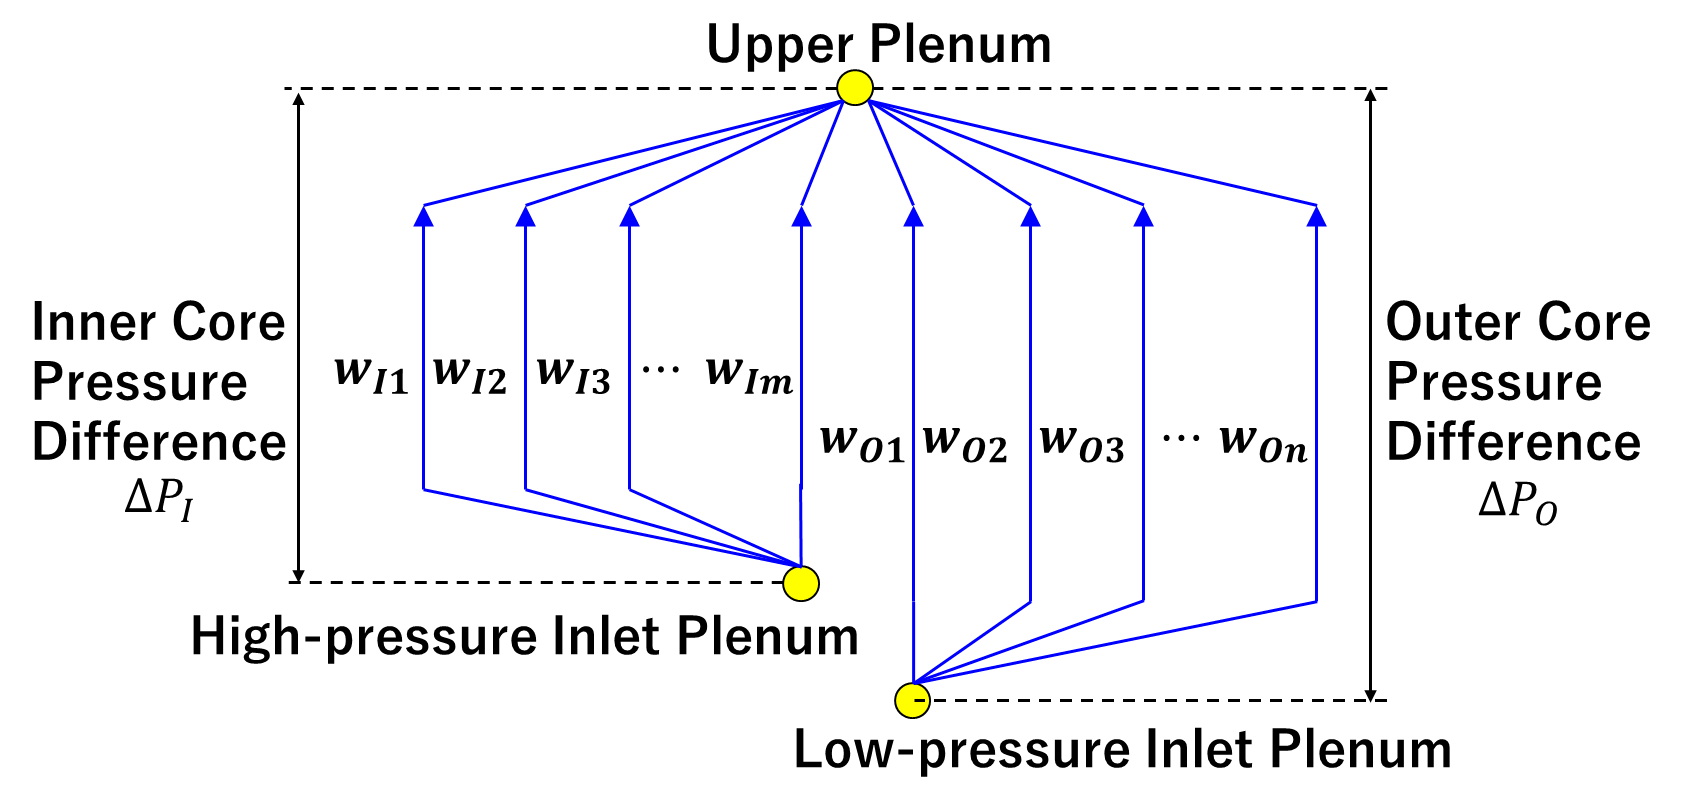 Upper Plenum
Inner Core
Pressure
Difference
ΔP_I
w_I1 w_I2 w_I3 ··· w_Im
w_O1 w_O2 w_O3 ··· w_On
Outer Core
Pressure
Difference
ΔP_O
High-pressure Inlet Plenum
Low-pressure Inlet Plenum